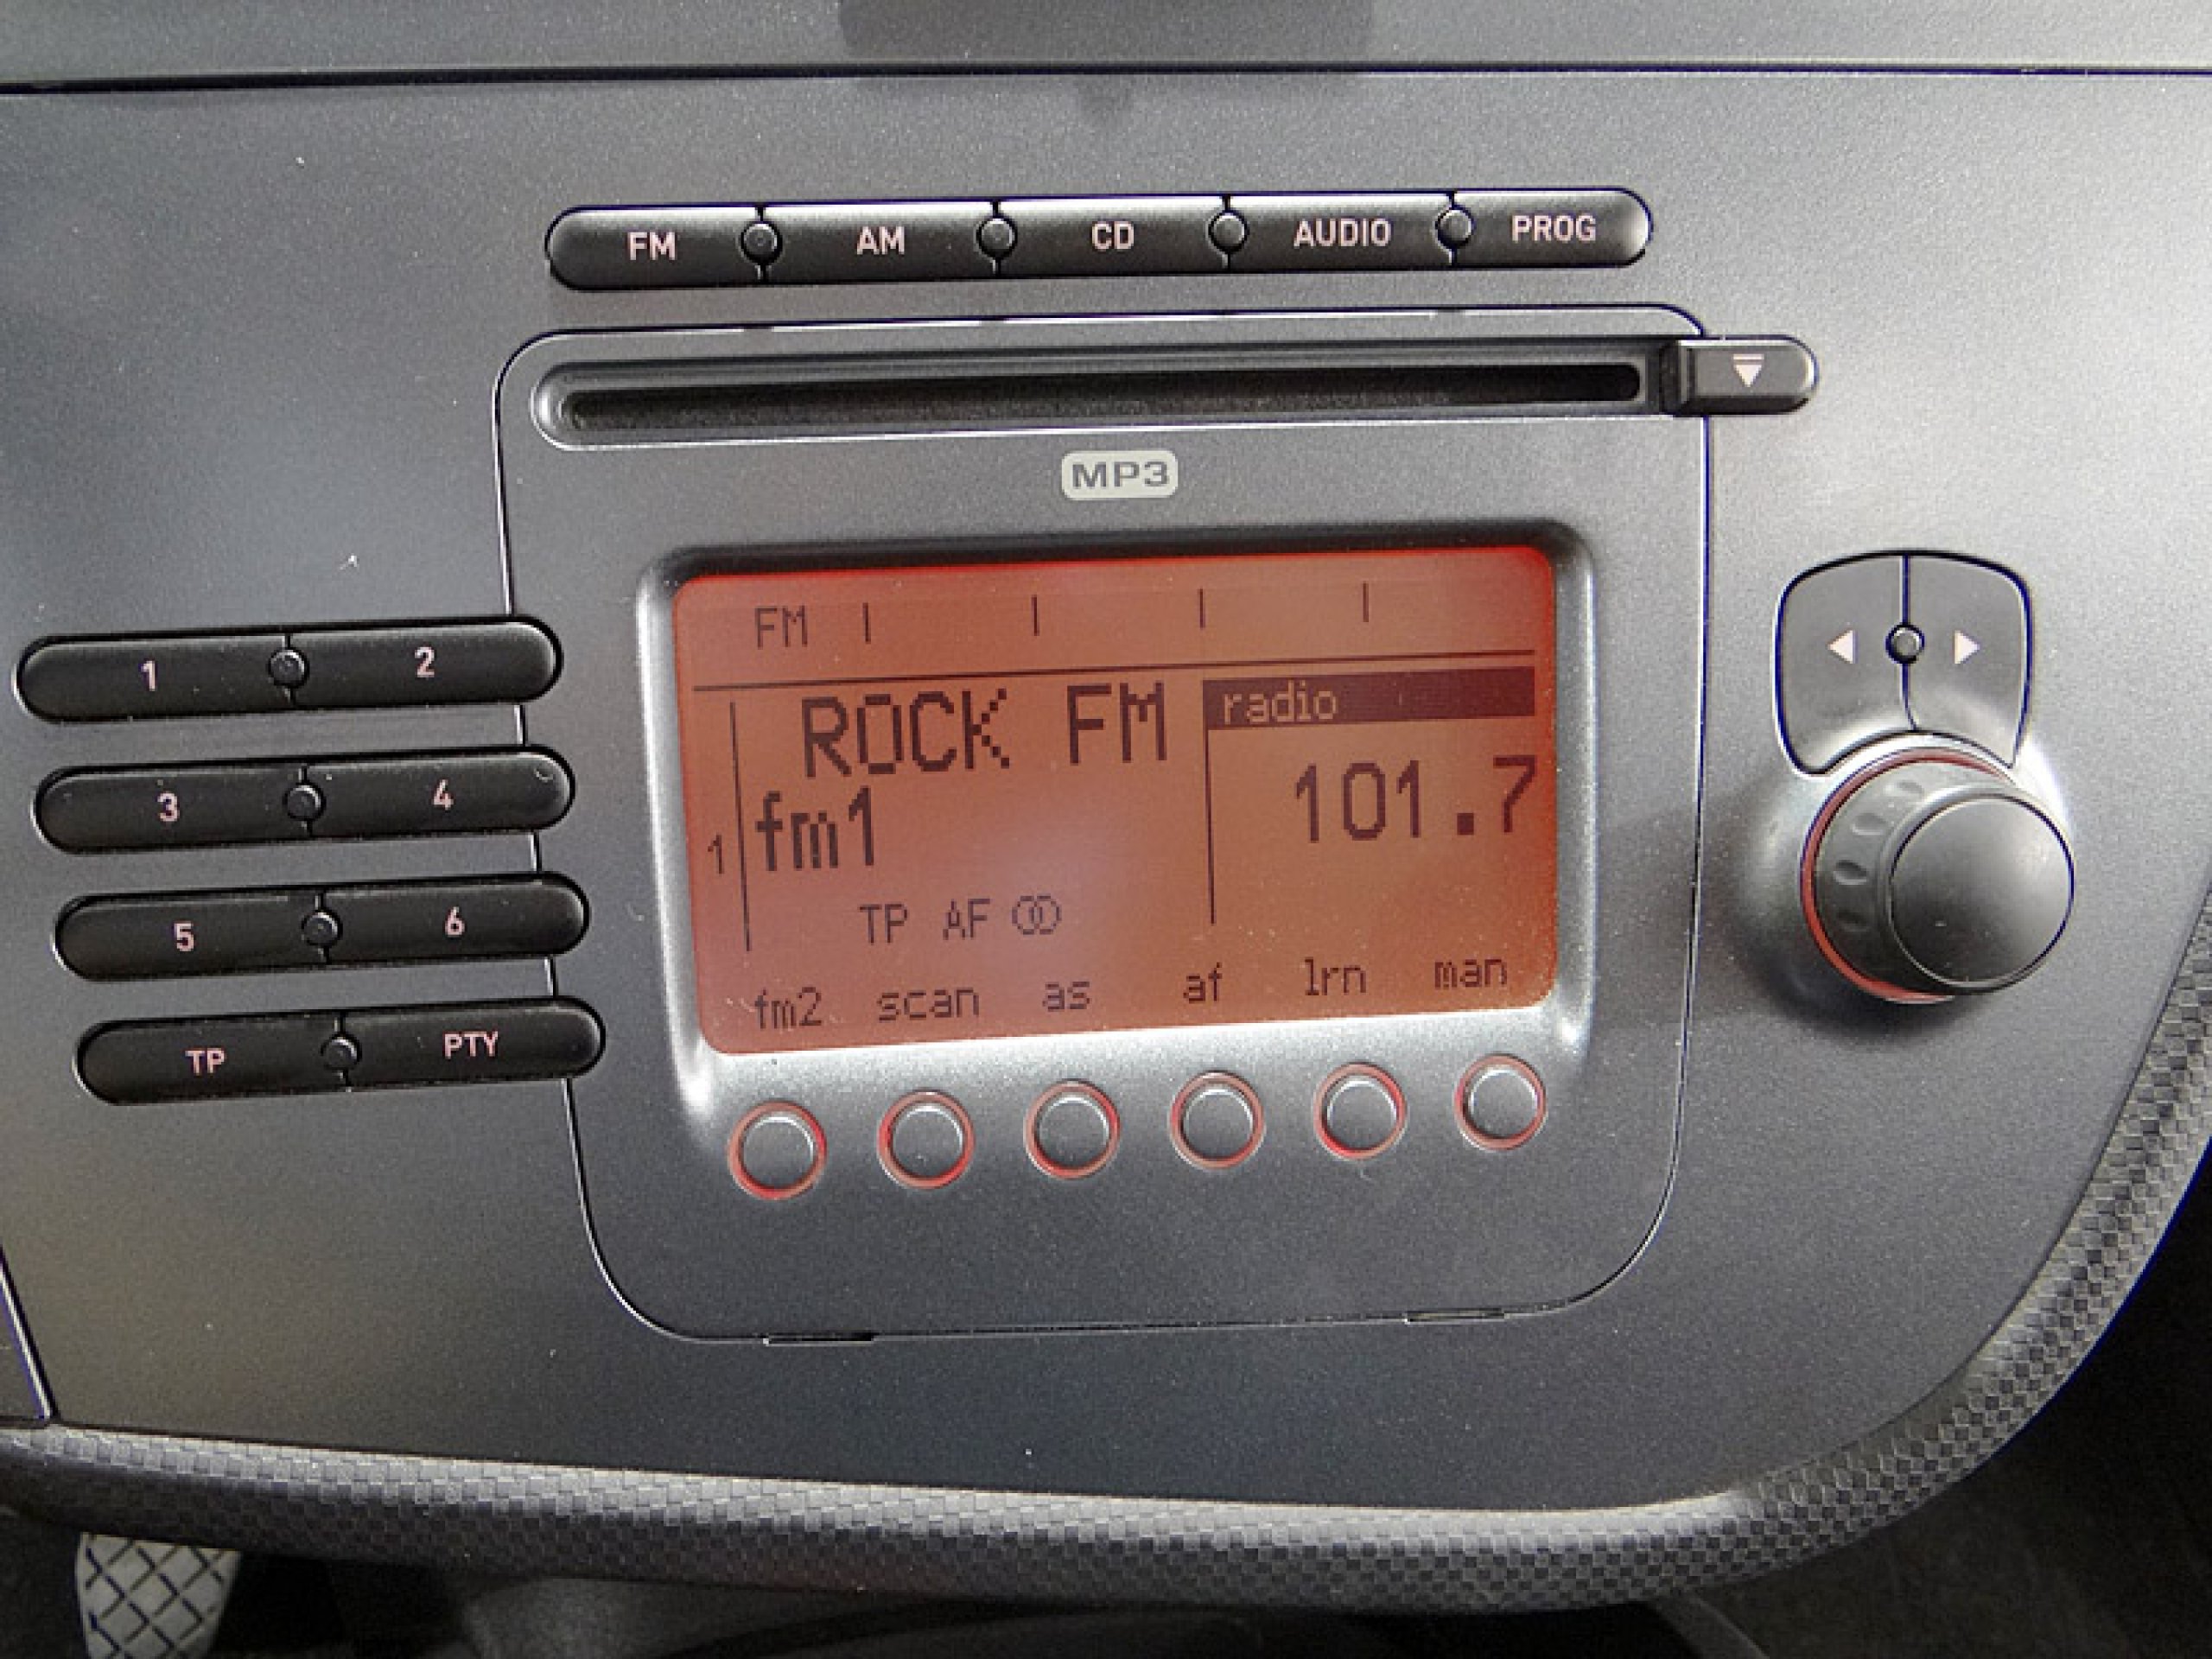 FM AM CD AUDIO PROG
MP3
1 2
3 4
5 6
TP PTY
FM
ROCK FM
radio
fm1
101.7
1
TP AF
fm2 scan as af lrn man